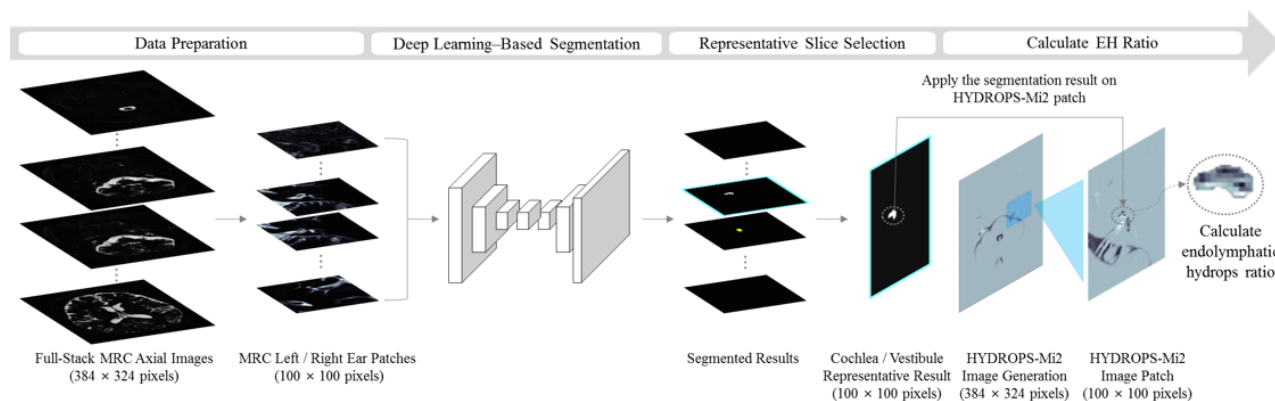 Data Preparation
Deep Learning–Based Segmentation
Representative Slice Selection
Calculate EH Ratio
Apply the segmentation result on
HYDROPS-Mi2 patch
Calculate
endolymphatic
hydrops ratio
Full-Stack MRC Axial Images
(384 × 324 pixels)
MRC Left / Right Ear Patches
(100 × 100 pixels)
Segmented Results
Cochlea / Vestibule
Representative Result
(100 × 100 pixels)
HYDROPS-Mi2
Image Generation
(384 × 324 pixels)
HYDROPS-Mi2
Image Patch
(100 × 100 pixels)